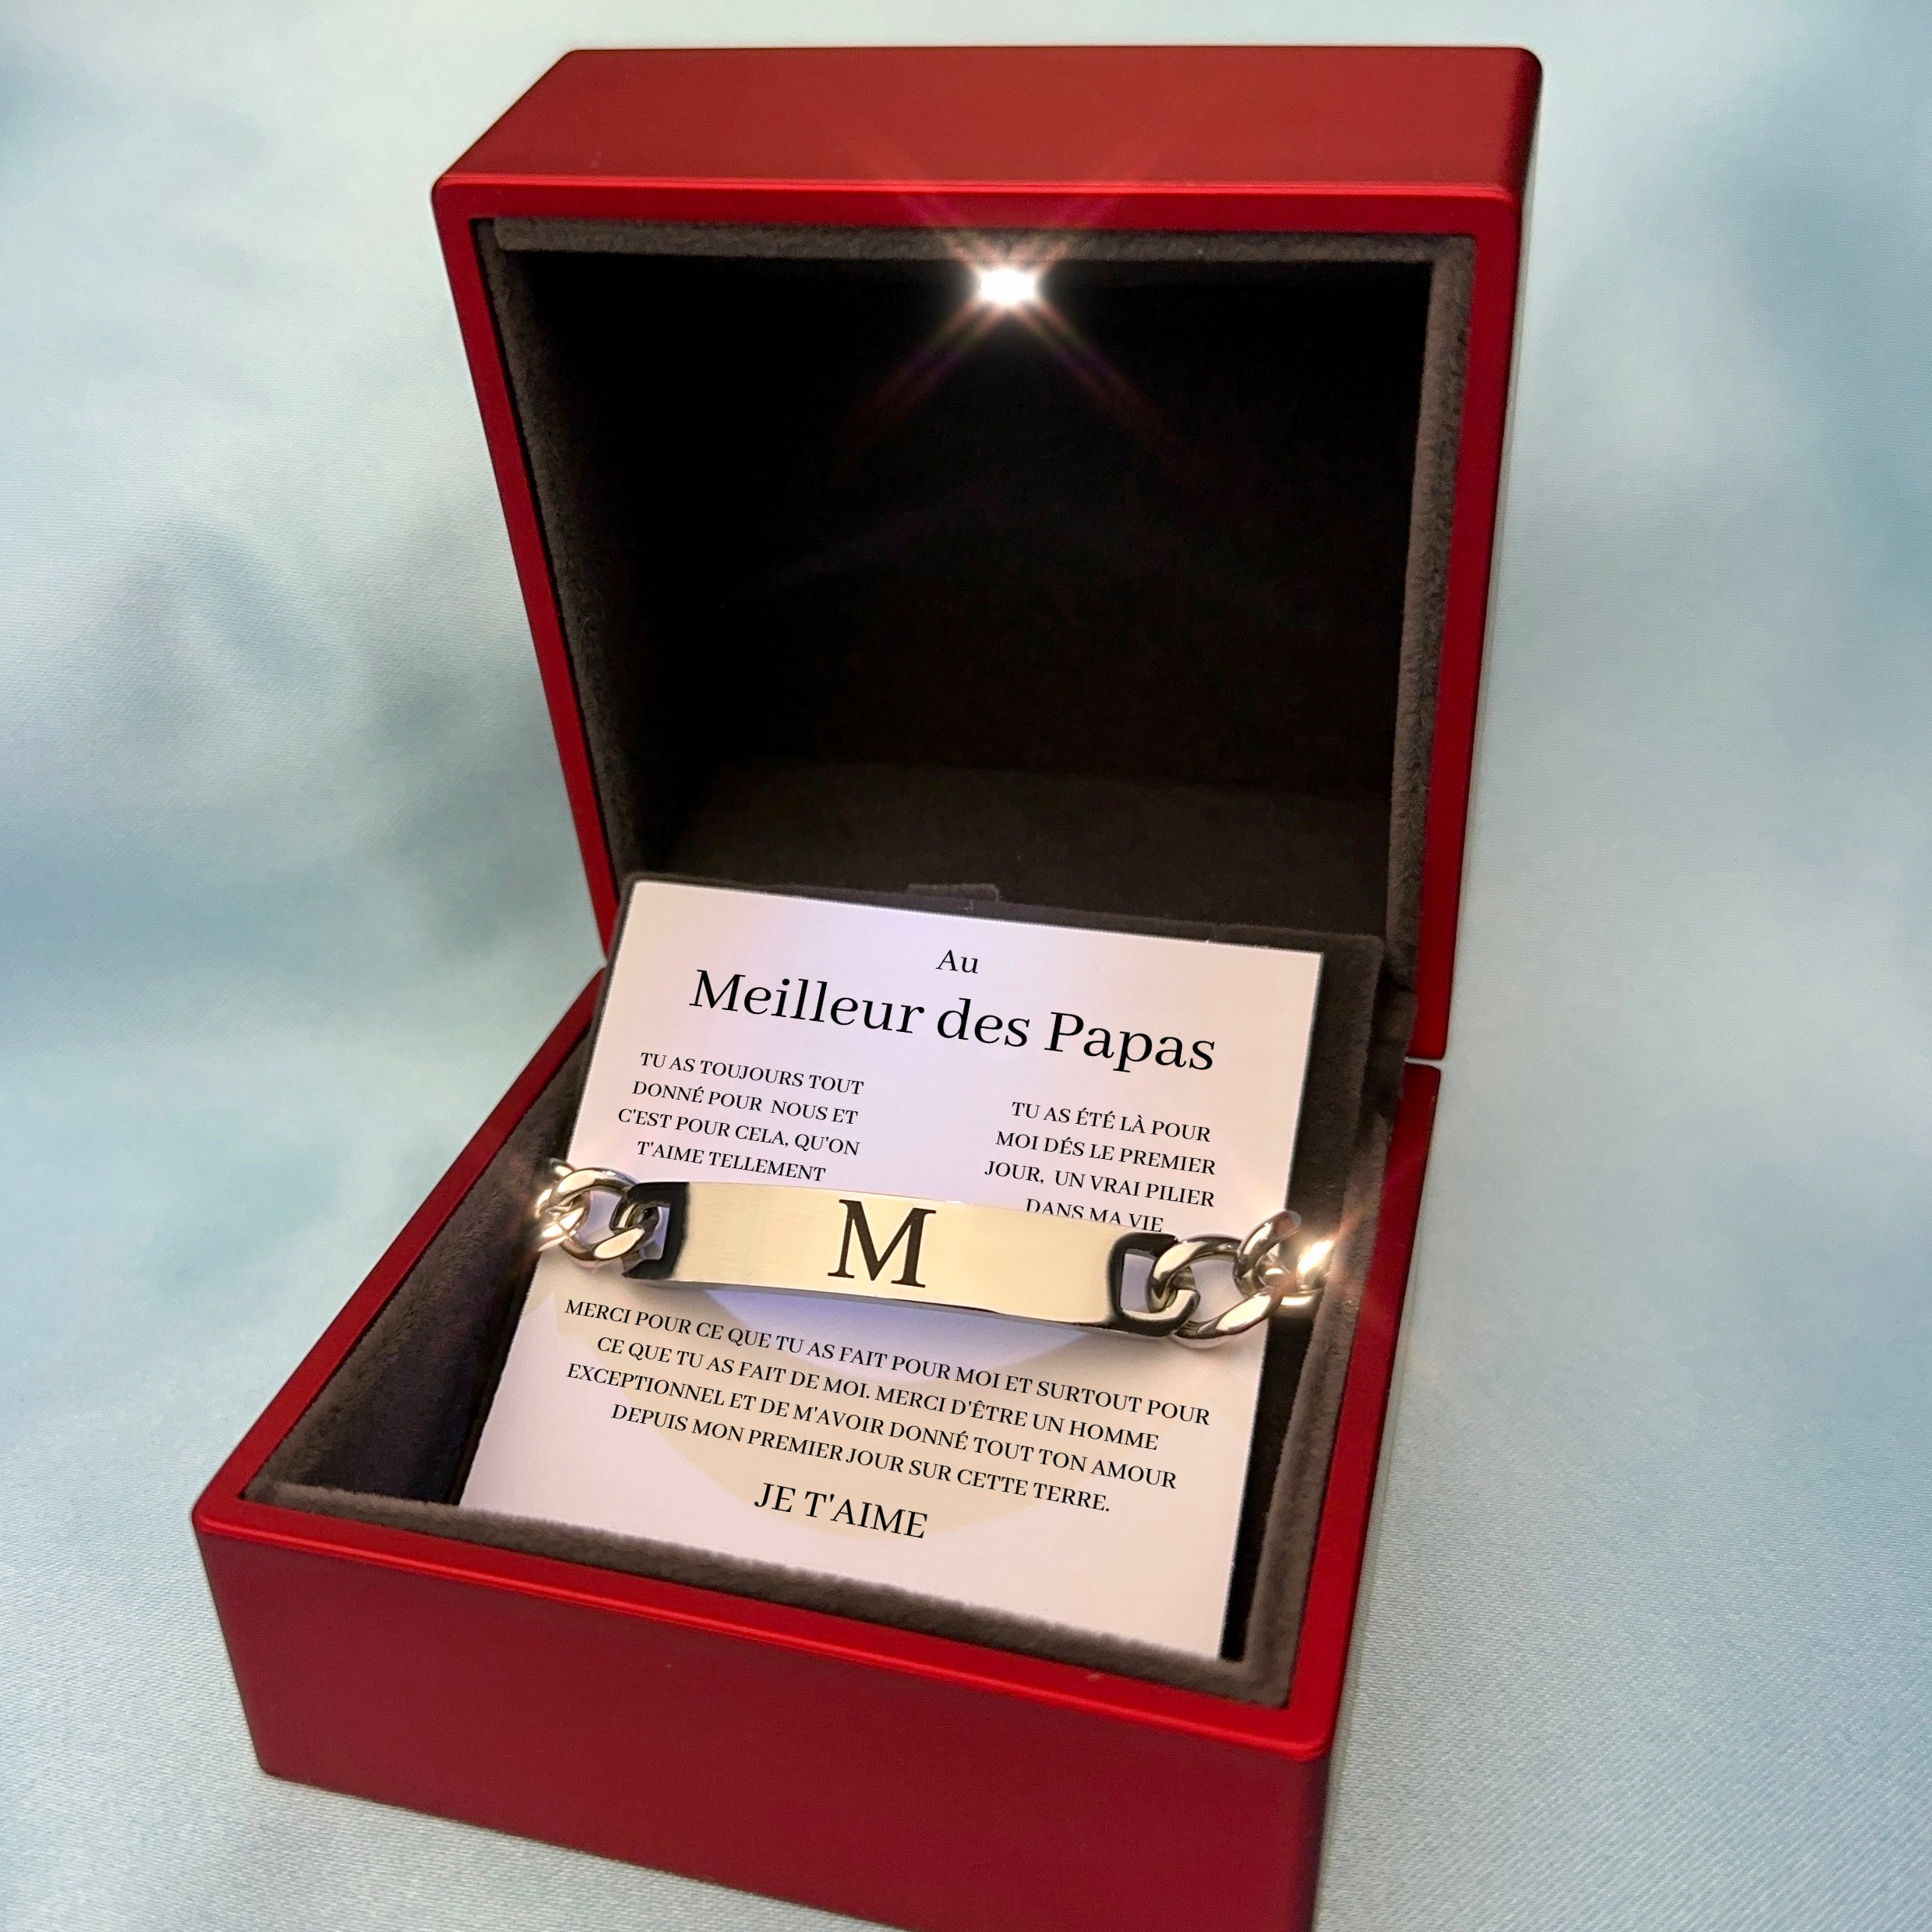 Au
Meilleur des Papas
TU AS TOUJOURS TOUT
DONNÉ POUR NOUS ET
C'EST POUR CELA, QU'ON
T'AIME TELLEMENT
TU AS ÉTÉ LÀ POUR
MOI DÉS LE PREMIER
JOUR, UN VRAI PILIER
DANS MA VIE
M
MERCI POUR CE QUE TU AS FAIT POUR MOI ET SURTOUT POUR
CE QUE TU AS FAIT DE MOI. MERCI D'ÊTRE UN HOMME
EXCEPTIONNEL ET DE M'AVOIR DONNÉ TOUT TON AMOUR
DEPUIS MON PREMIER JOUR SUR CETTE TERRE.
JE T'AIME